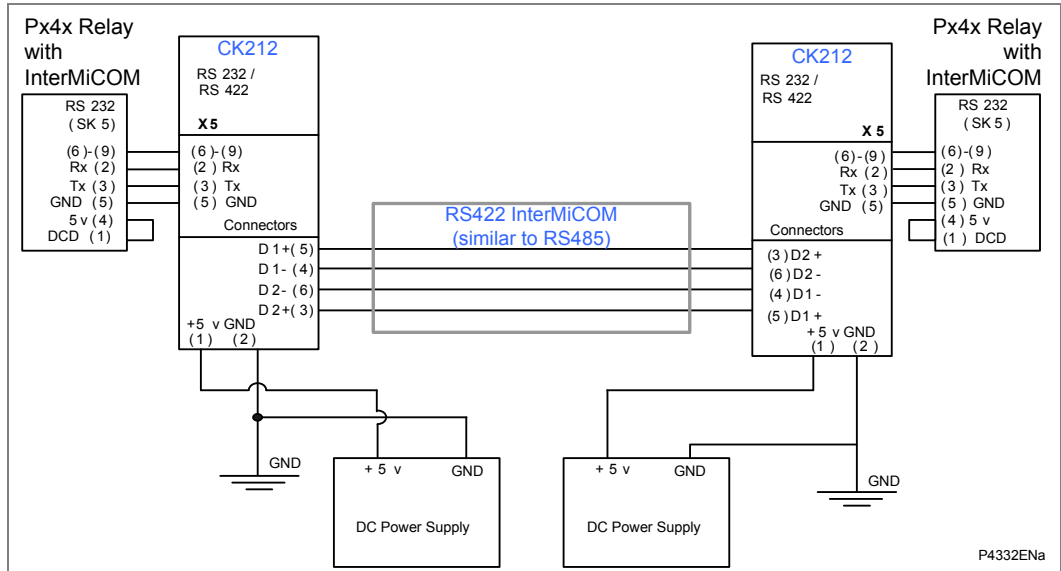 Px4x Relay
with
InterMiCOM
RS 232
(SK 5)
(6)-(9)
Rx (2)
Tx (3)
GND (5)
5 v (4)
DCD (1)
CK212
RS 232 /
RS 422
X 5
(6)-(9)
(2) Rx
(3) Tx
(5) GND
Connectors
D1+(5)
D1- (4)
D2- (6)
D2+(3)
+5 v GND
(1) (2)
RS422 InterMiCOM
(similar to RS485)
CK212
RS 232 /
RS 422
X 5
(6)-(9)
Rx (2)
Tx (3)
GND (5)
Connectors
(3) D2 +
(6) D2 -
(4) D1 -
(5) D1 +
+5 v GND
(1) (2)
Px4x Relay
with
InterMiCOM
RS 232
(SK 5)
(6)-(9)
(2) Rx
(3) Tx
(5) GND
(4) 5 v
(1) DCD
GND
+ 5 v GND
DC Power Supply
+ 5 v GND
DC Power Supply
GND
P4332ENa